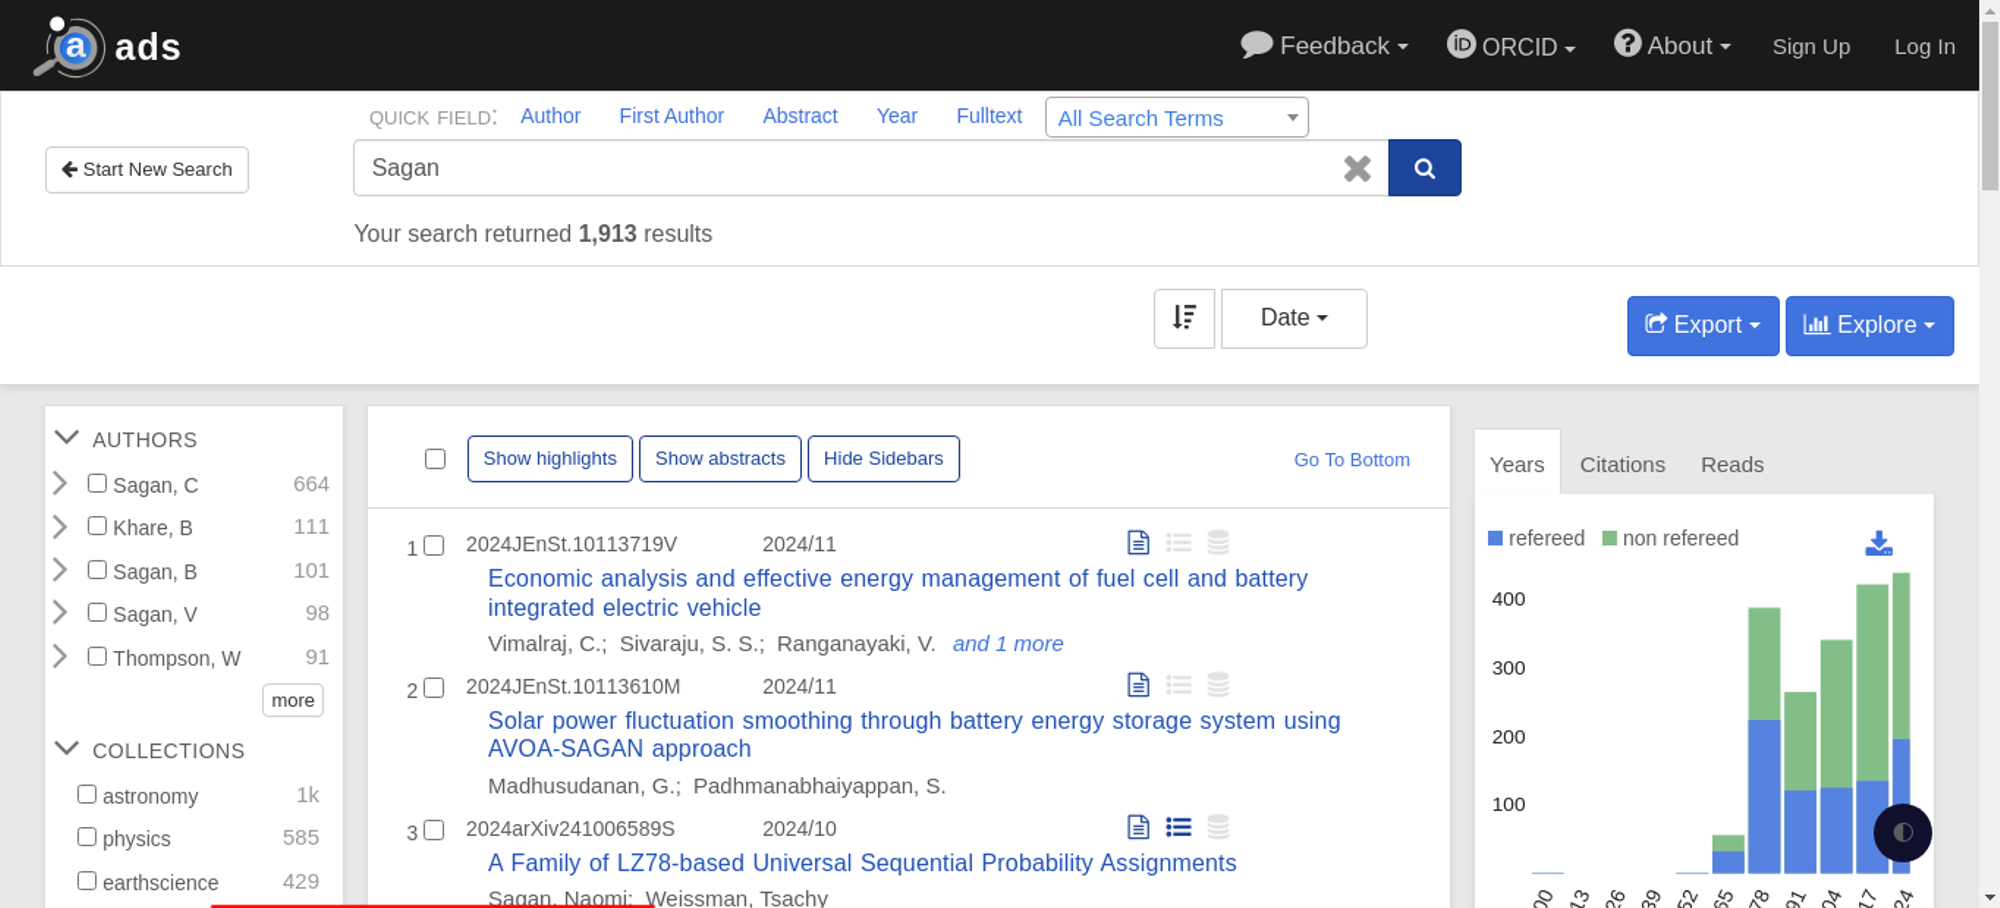 a ads
Feedback
ORCID
About
Sign Up
Log In
QUICK FIELD: Author First Author Abstract Year Fulltext All Search Terms
Start New Search
Sagan
Your search returned 1,913 results
Date
Export
Explore
AUTHORS
Sagan, C 664
Khare, B 111
Sagan, B 101
Sagan, V 98
Thompson, W 91
more
COLLECTIONS
astronomy 1k
physics 585
earthscience 429
Show highlights Show abstracts Hide Sidebars Go To Bottom
1 2024JEnSt.10113719V 2024/11
Economic analysis and effective energy management of fuel cell and battery
integrated electric vehicle
Vimalraj, C.; Sivaraju, S. S.; Ranganayaki, V. and 1 more
2 2024JEnSt.10113610M 2024/11
Solar power fluctuation smoothing through battery energy storage system using
AVOA-SAGAN approach
Madhusudanan, G.; Padhmanabhaiyappan, S.
3 2024arXiv241006589S 2024/10
A Family of LZ78-based Universal Sequential Probability Assignments
Sagan, Naomi; Weissman, Tsachy
Years Citations Reads
refereed non refereed
400
300
200
100
00 13 26 39 52 65 78 91 04 17 24